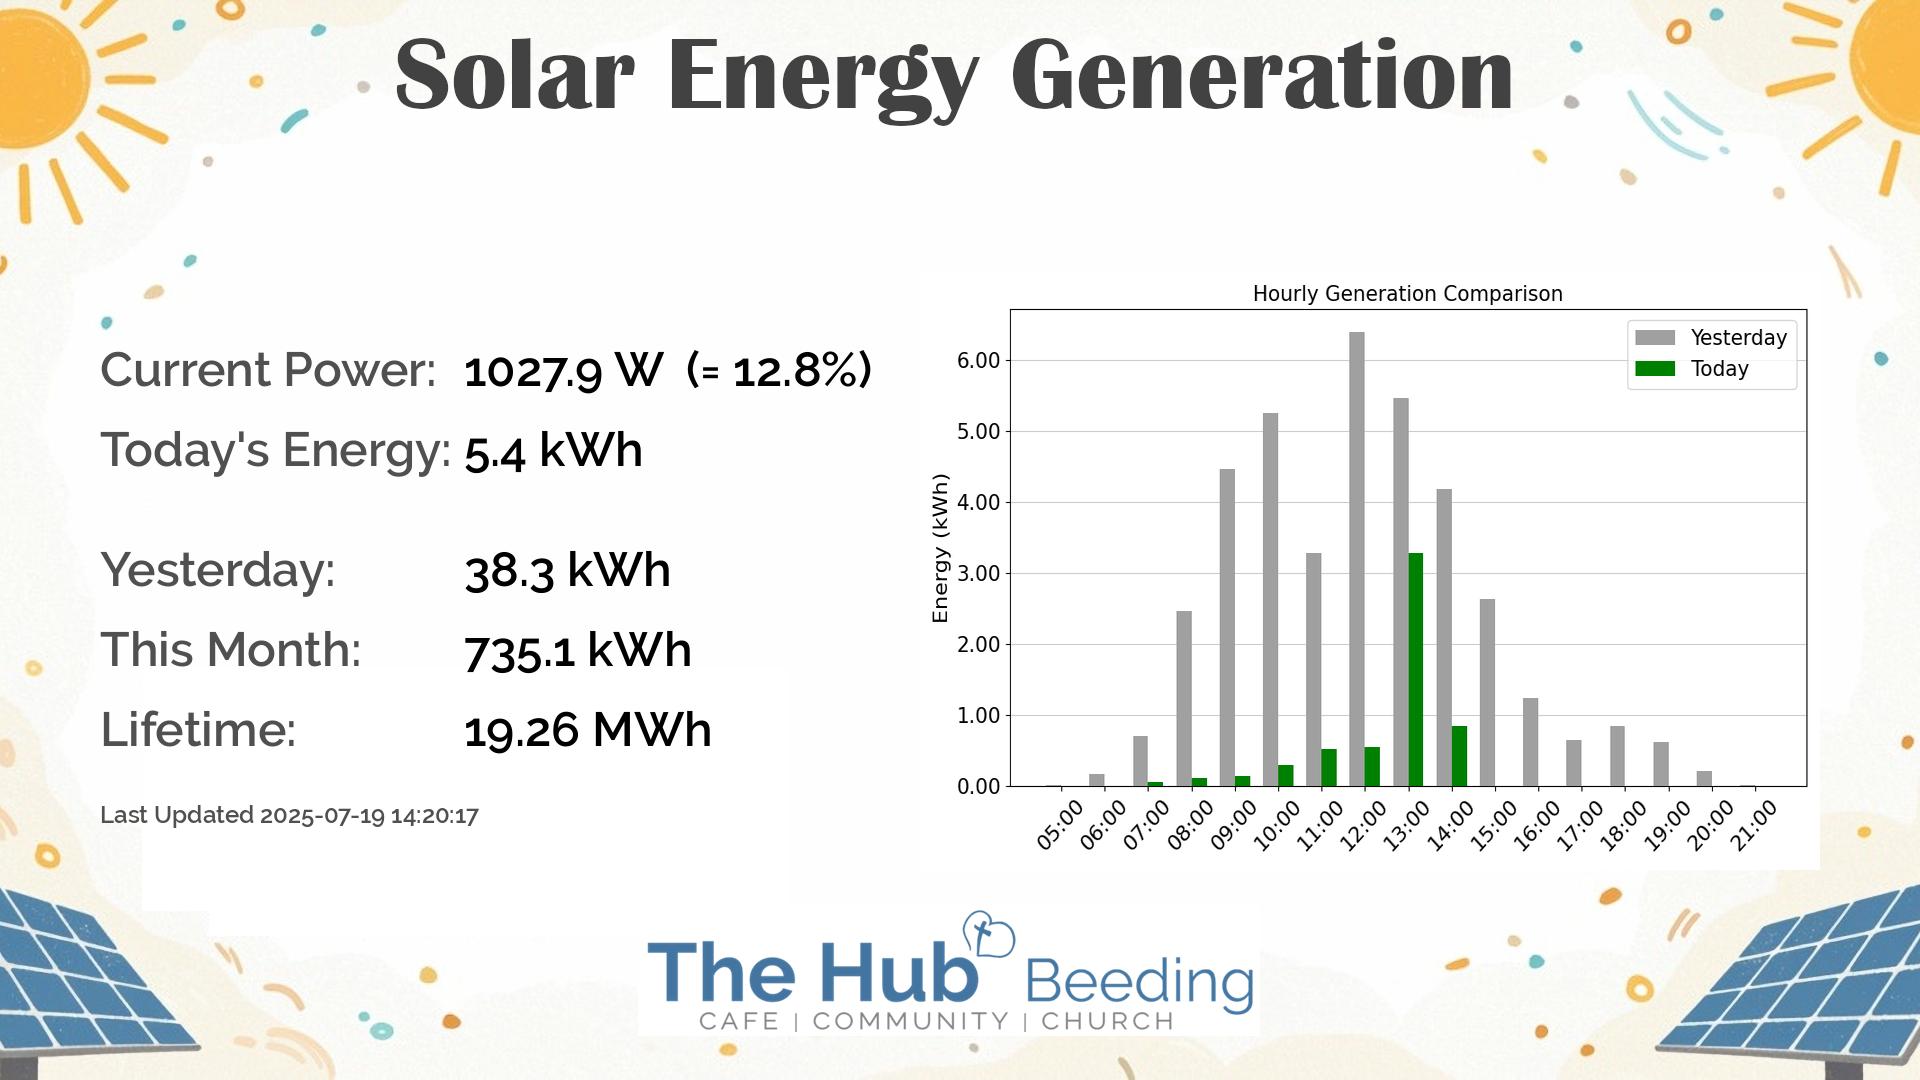 Solar Energy Generation
Current Power: 1027.9 W (= 12.8%)
Today's Energy: 5.4 kWh
Yesterday: 38.3 kWh
This Month: 735.1 kWh
Lifetime: 19.26 MWh
Last Updated 2025-07-19 14:20:17
Hourly Generation Comparison
Yesterday
Today
Energy (kWh)
6.00
5.00
4.00
3.00
2.00
1.00
0.00
05:00 06:00 07:00 08:00 09:00 10:00 11:00 12:00 13:00 14:00 15:00 16:00 17:00 18:00 19:00 20:00 21:00
The Hub Beeding
CAFE | COMMUNITY | CHURCH